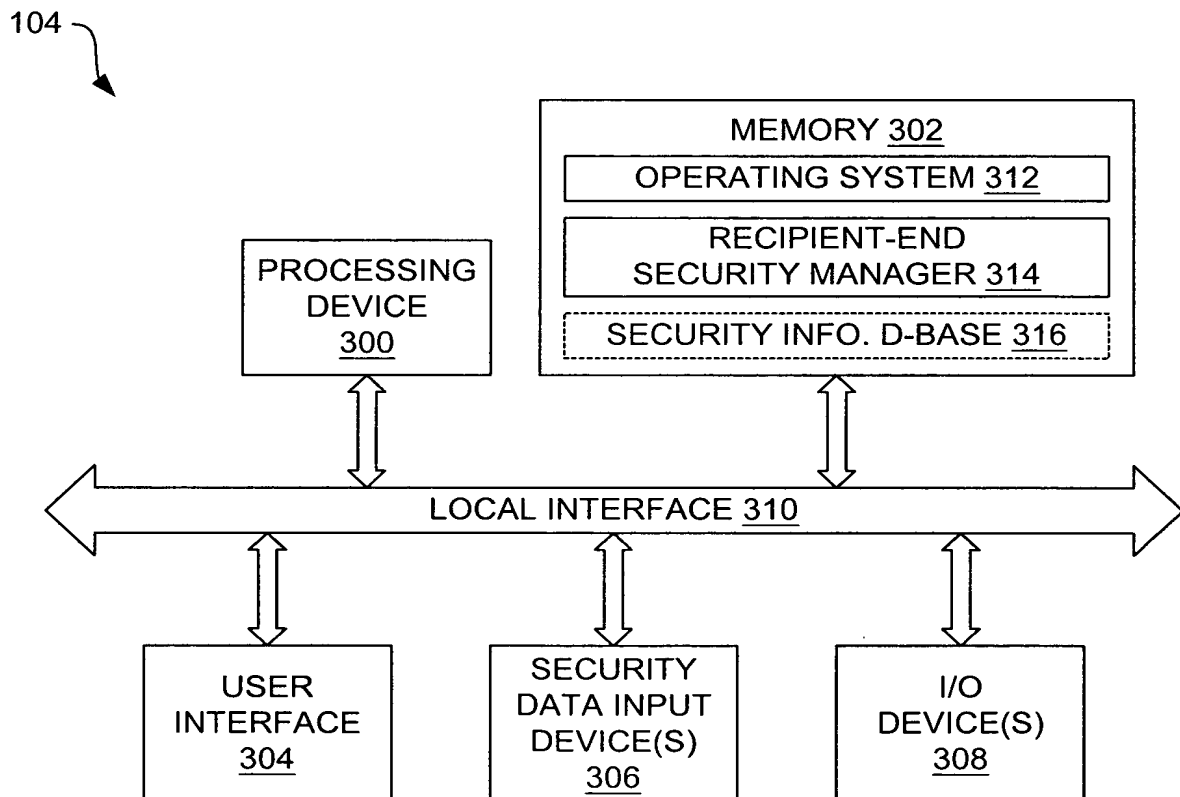 104
MEMORY 302
OPERATING SYSTEM 312
RECIPIENT-END
SECURITY MANAGER 314
SECURITY INFO. D-BASE 316
PROCESSING
DEVICE
300
LOCAL INTERFACE 310
USER
INTERFACE
304
SECURITY
DATA INPUT
DEVICE(S)
306
I/O
DEVICE(S)
308